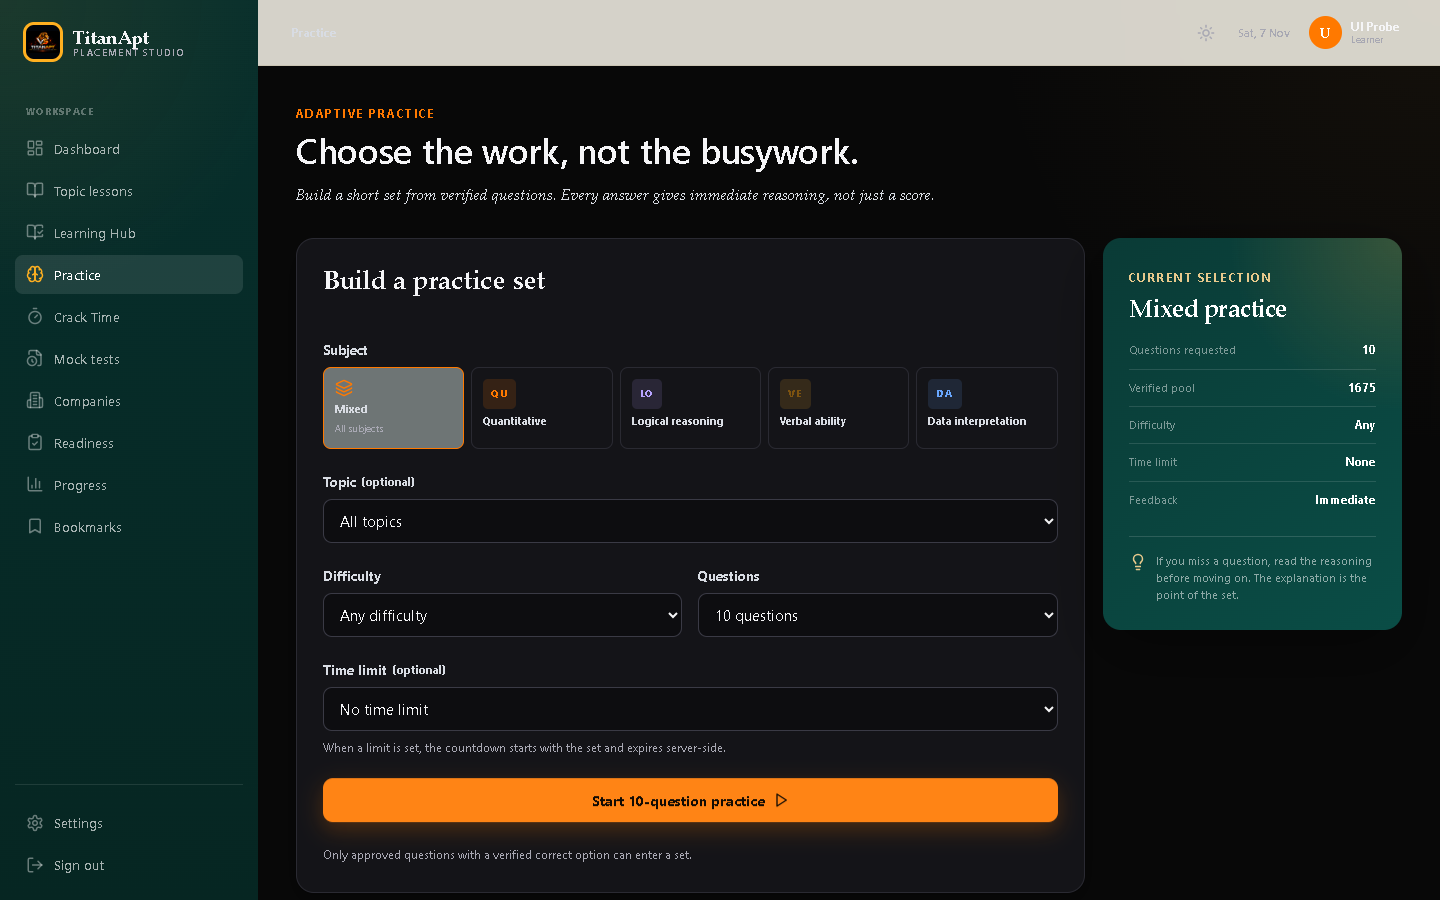 TitanApt
PLACEMENT STUDIO
WORKSPACE
Dashboard
Topic lessons
Learning Hub
Practice
Crack Time
Mock tests
Companies
Readiness
Progress
Bookmarks
Settings
Sign out
Practice
Sat, 7 Nov
U
UI Probe
Learner
ADAPTIVE PRACTICE
Choose the work, not the busywork.
Build a short set from verified questions. Every answer gives immediate reasoning, not just a score.
Build a practice set
Subject
Mixed
All subjects
QU
Quantitative
LO
Logical reasoning
VE
Verbal ability
DA
Data interpretation
Topic (optional)
All topics
Difficulty
Questions
Any difficulty
10 questions
Time limit (optional)
No time limit
When a limit is set, the countdown starts with the set and expires server-side.
Start 10-question practice
Only approved questions with a verified correct option can enter a set.
CURRENT SELECTION
Mixed practice
Questions requested 10
Verified pool 1675
Difficulty Any
Time limit None
Feedback Immediate
If you miss a question, read the reasoning
before moving on. The explanation is the
point of the set.